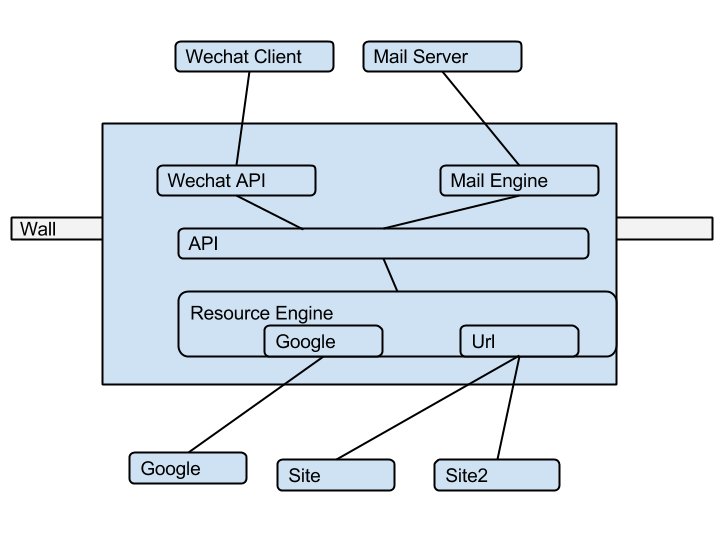 Wechat Client
Mail Server
Wechat API
Mail Engine
Wall
API
Resource Engine
Google
Url
Google
Site
Site2